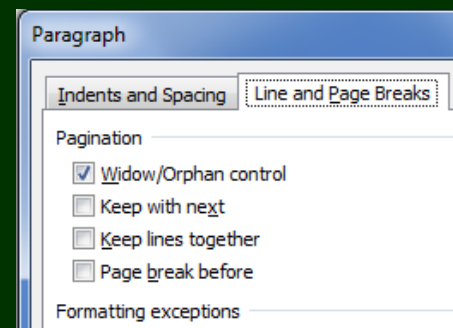 Paragraph
Indents and Spacing Line and Page Breaks
Pagination
Widow/Orphan control
Keep with next
Keep lines together
Page break before
Formatting exceptions